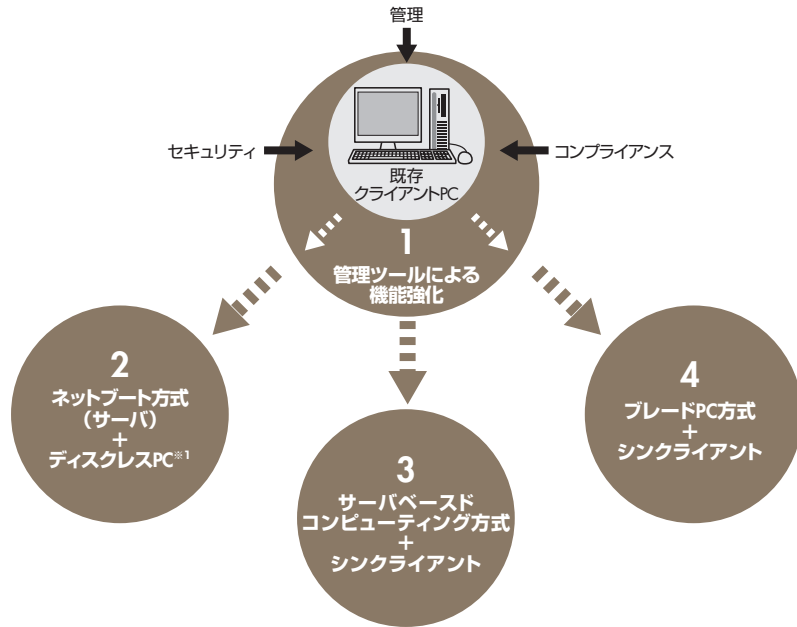 管理
セキュリティ
コンプライアンス
既存
クライアントPC
1
管理ツールによる
機能強化
2
ネットブート方式
(サーバ)
+
ディスクレスPC※1
3
サーバベースド
コンピューティング方式
+
シンクライアント
4
ブレードPC方式
+
シンクライアント